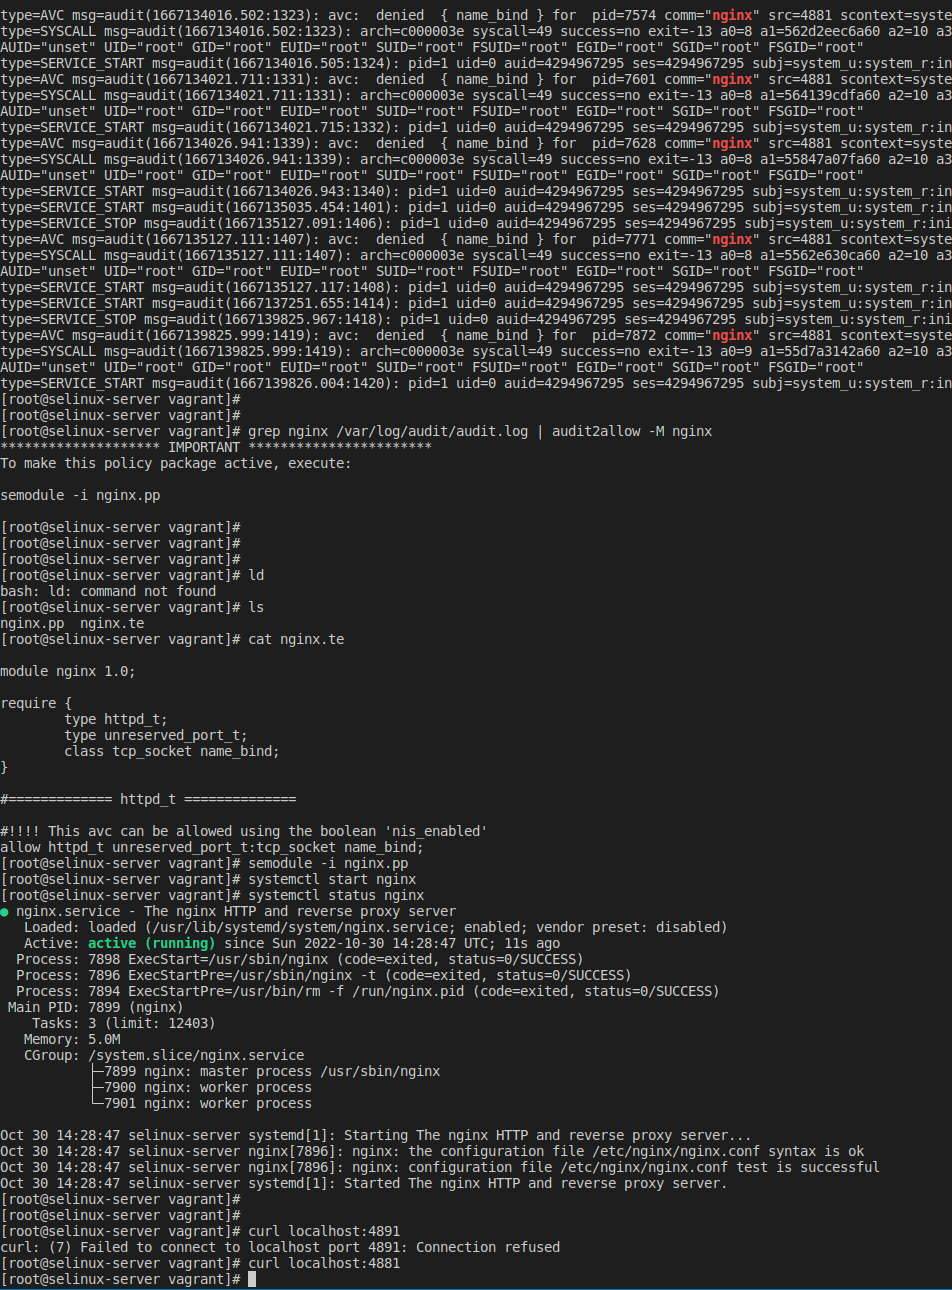 type=AVC msg=audit(1667134016.502:1323): avc:  denied  { name_bind } for  pid=7574 comm="nginx" src=4881 scontext=syste
type=SYSCALL msg=audit(1667134016.502:1323): arch=c000003e syscall=49 success=no exit=-13 a0=8 a1=562d2eec6a60 a2=10 a3
AUID="unset" UID="root" GID="root" EUID="root" SUID="root" FSUID="root" EGID="root" SGID="root" FSGID="root"
type=SERVICE_START msg=audit(1667134016.505:1324): pid=1 uid=0 auid=4294967295 ses=4294967295 subj=system_u:system_r:in
type=AVC msg=audit(1667134021.711:1331): avc:  denied  { name_bind } for  pid=7601 comm="nginx" src=4881 scontext=syste
type=SYSCALL msg=audit(1667134021.711:1331): arch=c000003e syscall=49 success=no exit=-13 a0=8 a1=564139cdfa60 a2=10 a3
AUID="unset" UID="root" GID="root" EUID="root" SUID="root" FSUID="root" EGID="root" SGID="root" FSGID="root"
type=SERVICE_START msg=audit(1667134021.715:1332): pid=1 uid=0 auid=4294967295 ses=4294967295 subj=system_u:system_r:in
type=AVC msg=audit(1667134026.941:1339): avc:  denied  { name_bind } for  pid=7628 comm="nginx" src=4881 scontext=syste
type=SYSCALL msg=audit(1667134026.941:1339): arch=c000003e syscall=49 success=no exit=-13 a0=8 a1=55847a07fa60 a2=10 a3
AUID="unset" UID="root" GID="root" EUID="root" SUID="root" FSUID="root" EGID="root" SGID="root" FSGID="root"
type=SERVICE_START msg=audit(1667134026.943:1340): pid=1 uid=0 auid=4294967295 ses=4294967295 subj=system_u:system_r:in
type=SERVICE_START msg=audit(1667135035.454:1401): pid=1 uid=0 auid=4294967295 ses=4294967295 subj=system_u:system_r:in
type=SERVICE_STOP msg=audit(1667135127.091:1406): pid=1 uid=0 auid=4294967295 ses=4294967295 subj=system_u:system_r:ini
type=AVC msg=audit(1667135127.111:1407): avc:  denied  { name_bind } for  pid=7771 comm="nginx" src=4881 scontext=syste
type=SYSCALL msg=audit(1667135127.111:1407): arch=c000003e syscall=49 success=no exit=-13 a0=8 a1=5562e630ca60 a2=10 a3
AUID="unset" UID="root" GID="root" EUID="root" SUID="root" FSUID="root" EGID="root" SGID="root" FSGID="root"
type=SERVICE_START msg=audit(1667135127.117:1408): pid=1 uid=0 auid=4294967295 ses=4294967295 subj=system_u:system_r:in
type=SERVICE_START msg=audit(1667137251.655:1414): pid=1 uid=0 auid=4294967295 ses=4294967295 subj=system_u:system_r:in
type=SERVICE_STOP msg=audit(1667139825.967:1418): pid=1 uid=0 auid=4294967295 ses=4294967295 subj=system_u:system_r:ini
type=AVC msg=audit(1667139825.999:1419): avc:  denied  { name_bind } for  pid=7872 comm="nginx" src=4881 scontext=syste
type=SYSCALL msg=audit(1667139825.999:1419): arch=c000003e syscall=49 success=no exit=-13 a0=9 a1=55d7a3142a60 a2=10 a3
AUID="unset" UID="root" GID="root" EUID="root" SUID="root" FSUID="root" EGID="root" SGID="root" FSGID="root"
type=SERVICE_START msg=audit(1667139826.004:1420): pid=1 uid=0 auid=4294967295 ses=4294967295 subj=system_u:system_r:in
[root@selinux-server vagrant]#
[root@selinux-server vagrant]#
[root@selinux-server vagrant]# grep nginx /var/log/audit/audit.log | audit2allow -M nginx
******************** IMPORTANT ***********************
To make this policy package active, execute:

semodule -i nginx.pp

[root@selinux-server vagrant]#
[root@selinux-server vagrant]#
[root@selinux-server vagrant]#
[root@selinux-server vagrant]# ld
bash: ld: command not found
[root@selinux-server vagrant]# ls
nginx.pp  nginx.te
[root@selinux-server vagrant]# cat nginx.te

module nginx 1.0;

require {
        type httpd_t;
        type unreserved_port_t;
        class tcp_socket name_bind;
}

#============= httpd_t ==============

#!!!! This avc can be allowed using the boolean 'nis_enabled'
allow httpd_t unreserved_port_t:tcp_socket name_bind;
[root@selinux-server vagrant]# semodule -i nginx.pp
[root@selinux-server vagrant]# systemctl start nginx
[root@selinux-server vagrant]# systemctl status nginx
● nginx.service - The nginx HTTP and reverse proxy server
   Loaded: loaded (/usr/lib/systemd/system/nginx.service; enabled; vendor preset: disabled)
   Active: active (running) since Sun 2022-10-30 14:28:47 UTC; 11s ago
  Process: 7898 ExecStart=/usr/sbin/nginx (code=exited, status=0/SUCCESS)
  Process: 7896 ExecStartPre=/usr/sbin/nginx -t (code=exited, status=0/SUCCESS)
  Process: 7894 ExecStartPre=/usr/bin/rm -f /run/nginx.pid (code=exited, status=0/SUCCESS)
 Main PID: 7899 (nginx)
    Tasks: 3 (limit: 12403)
   Memory: 5.0M
   CGroup: /system.slice/nginx.service
           ├─7899 nginx: master process /usr/sbin/nginx
           ├─7900 nginx: worker process
           └─7901 nginx: worker process

Oct 30 14:28:47 selinux-server systemd[1]: Starting The nginx HTTP and reverse proxy server...
Oct 30 14:28:47 selinux-server nginx[7896]: nginx: the configuration file /etc/nginx/nginx.conf syntax is ok
Oct 30 14:28:47 selinux-server nginx[7896]: nginx: configuration file /etc/nginx/nginx.conf test is successful
Oct 30 14:28:47 selinux-server systemd[1]: Started The nginx HTTP and reverse proxy server.
[root@selinux-server vagrant]#
[root@selinux-server vagrant]#
[root@selinux-server vagrant]# curl localhost:4891
curl: (7) Failed to connect to localhost port 4891: Connection refused
[root@selinux-server vagrant]# curl localhost:4881
[root@selinux-server vagrant]#